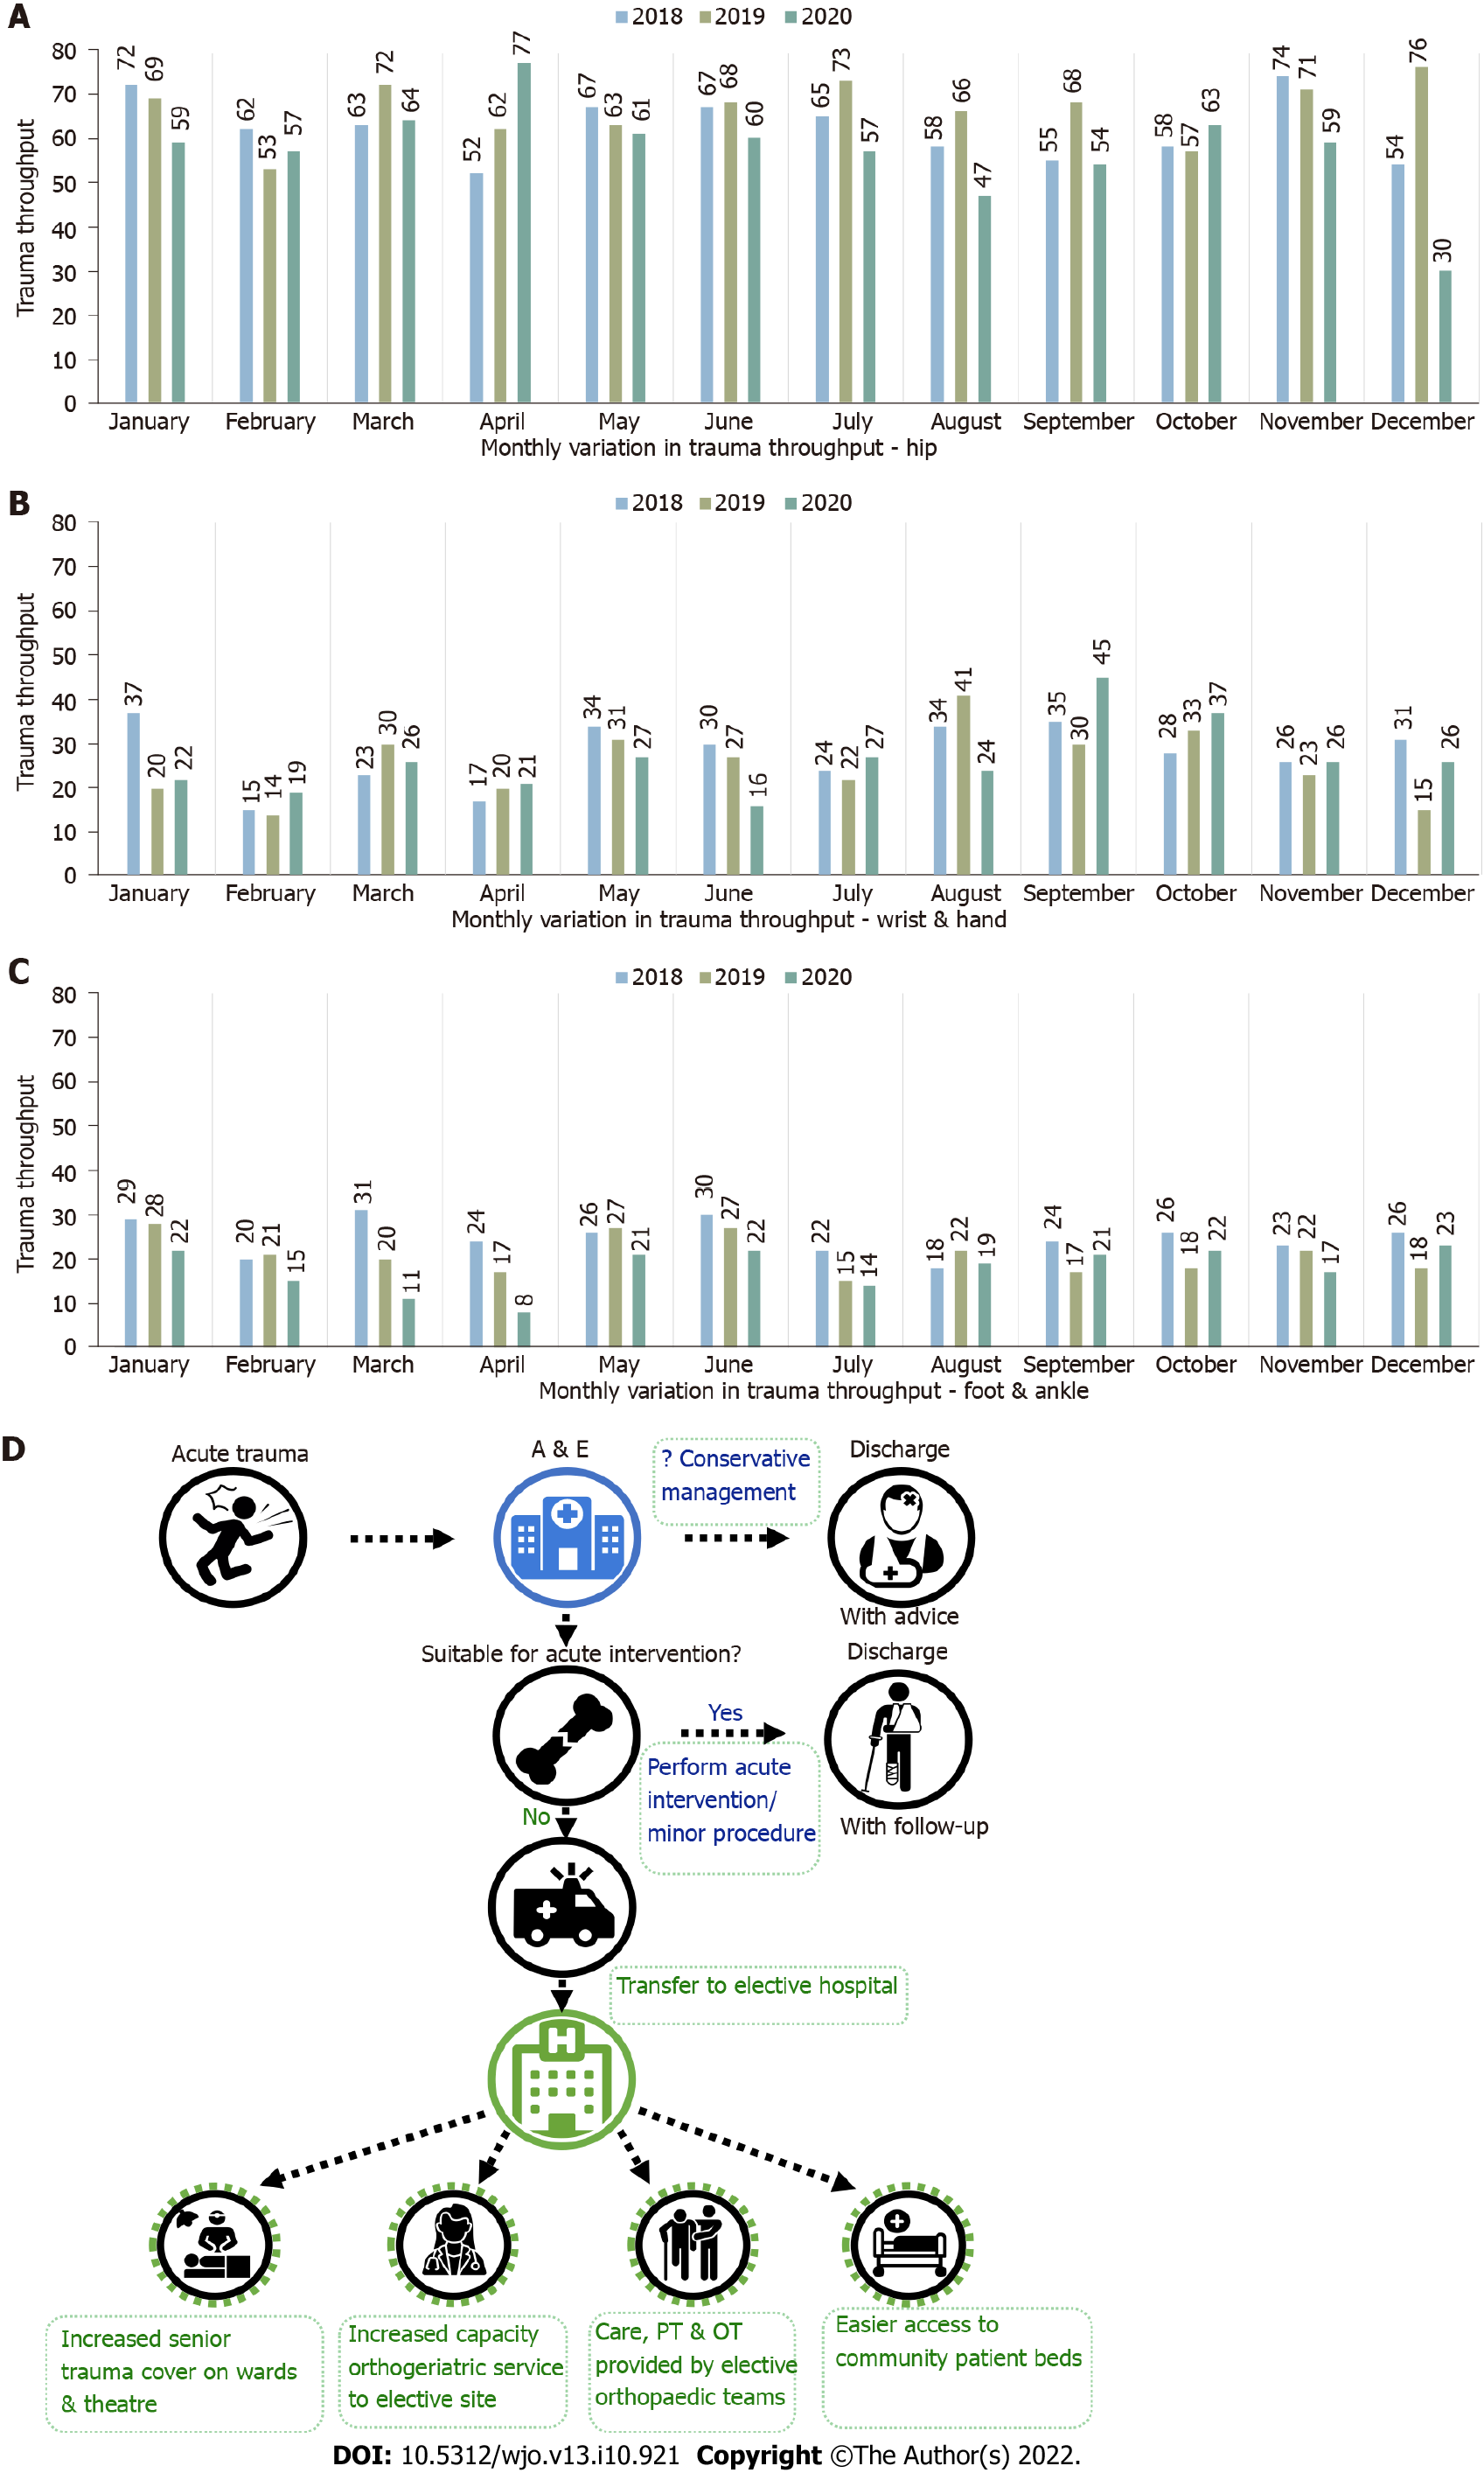 A
2018 2019 2020
Trauma throughput
80
70
60
50
40
30
20
10
0
72 69 59 62 53 57 63 72 64 52 62 77 67 63 61 67 68 60 65 73 57 58 66 47 55 68 54 58 57 63 74 71 59 54 76 30
January February March April May June July August September October November December
Monthly variation in trauma throughput - hip
B
2018 2019 2020
Trauma throughput
80
70
60
50
40
30
20
10
0
37 20 22 15 14 19 23 30 26 17 20 21 34 31 27 30 27 16 24 22 27 34 41 24 35 30 45 28 33 37 26 23 26 31 15 26
January February March April May June July August September October November December
Monthly variation in trauma throughput - wrist & hand
C
2018 2019 2020
Trauma throughput
80
70
60
50
40
30
20
10
0
29 28 22 20 21 15 31 20 11 24 17 8 26 27 21 30 27 22 22 15 14 18 22 19 24 17 21 26 18 22 23 22 17 26 18 23
January February March April May June July August September October November December
Monthly variation in trauma throughput - foot & ankle
D
Acute trauma
A & E
? Conservative
management
Discharge
With advice
Suitable for acute intervention?
Discharge
Yes
Perform acute
intervention/
minor procedure
With follow-up
No
Transfer to elective hospital
H
Increased senior
trauma cover on wards
& theatre
Increased capacity
orthogeriatric service
to elective site
Care, PT & OT
provided by elective
orthopaedic teams
Easier access to
community patient beds
DOI: 10.5312/wjo.v13.i10.921 Copyright ©The Author(s) 2022.